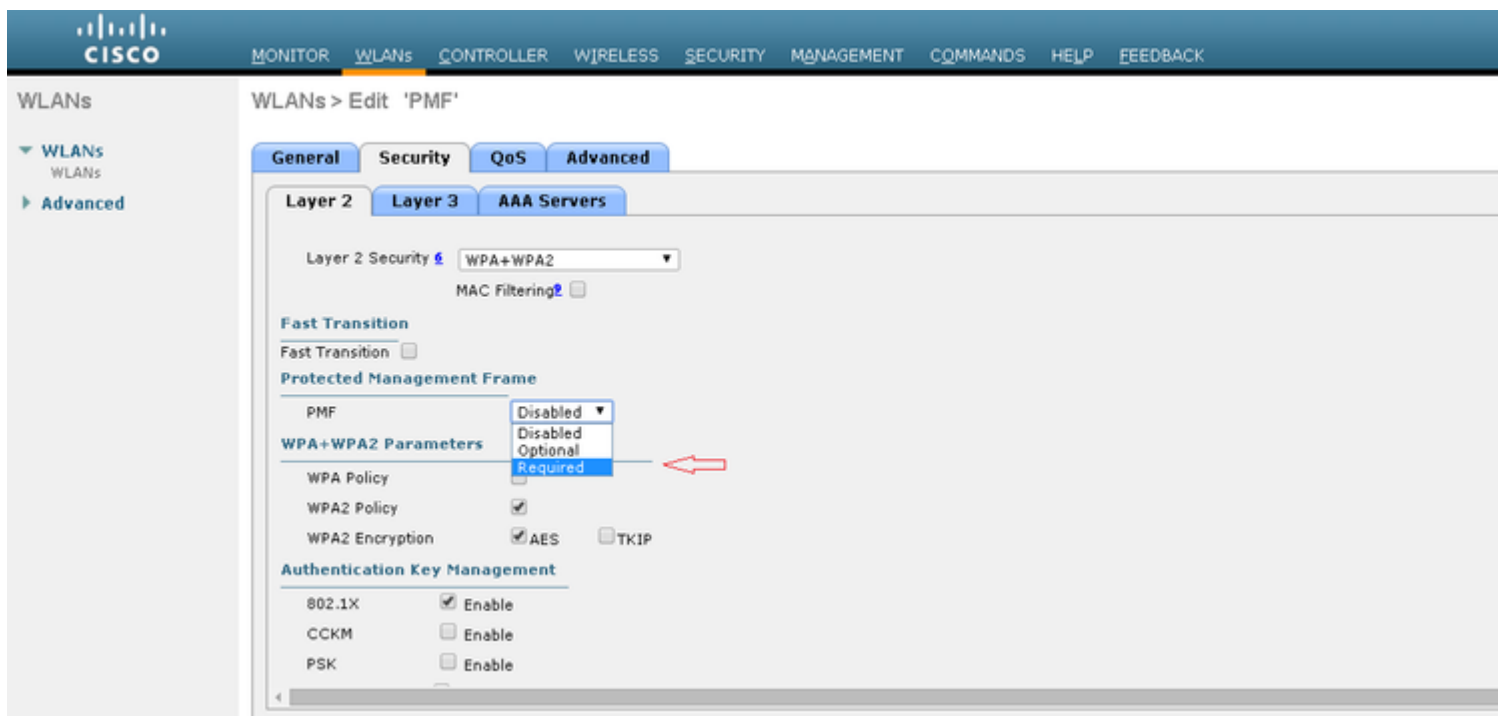 CISCO
MONITOR WLANs CONTROLLER WIRELESS SECURITY MANAGEMENT COMMANDS HELP FEEDBACK
WLANs
WLANs
WLANs
Advanced
WLANs > Edit 'PMF'
General Security QoS Advanced
Layer 2 Layer 3 AAA Servers
Layer 2 Security 6 WPA+WPA2
MAC Filtering 9
Fast Transition
Fast Transition
Protected Management Frame
PMF Disabled
Disabled
Optional
Required
WPA+WPA2 Parameters
WPA Policy
WPA2 Policy
WPA2 Encryption AES TKIP
Authentication Key Management
802.1X Enable
CCKM Enable
PSK Enable